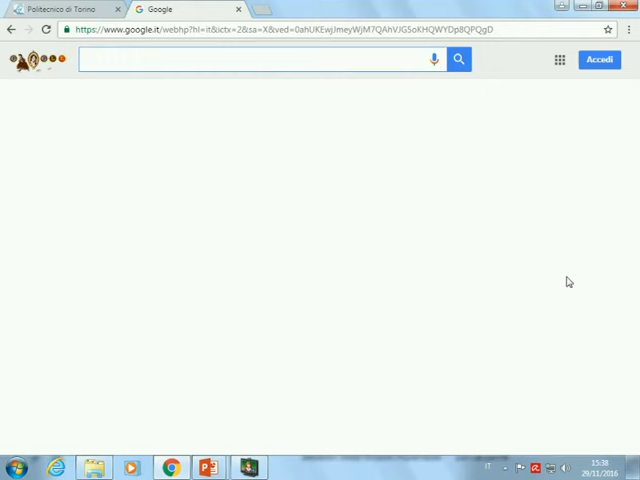 Politecnico di Torino
Google
https://www.google.it/webhp?hl=it&ictx=2&sa=X&ved=0ahUKEwjJmeyWjM7QAhVJG5oKHQWYDp8QPQgD
Accedi
IT
15:38
29/11/2016